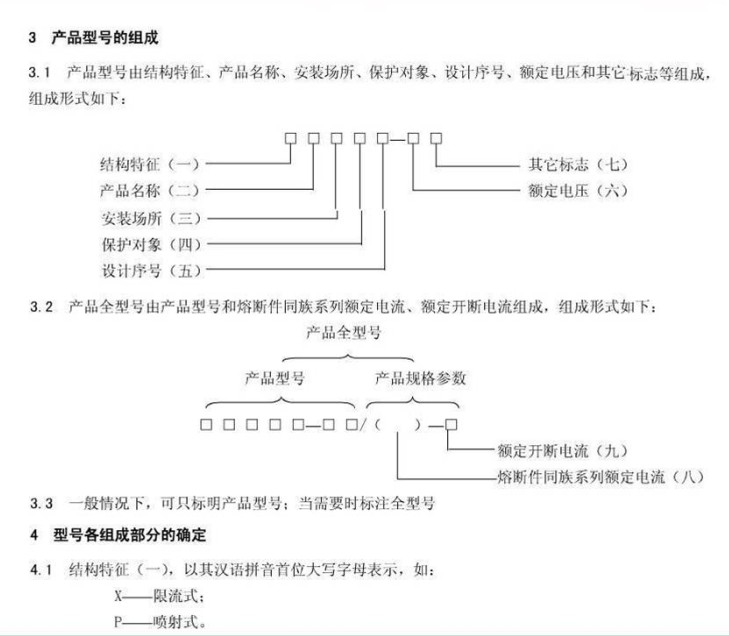 3 产品型号的组成
3.1 产品型号由结构特征、产品名称、安装场所、保护对象、设计序号、额定电压和其它标志等组成，
组成形式如下：
□ □ □ □ □—□ □
结构特征（一）
其它标志（七）
产品名称（二）
额定电压（六）
安装场所（三）
保护对象（四）
设计序号（五）
3.2 产品全型号由产品型号和熔断件同族系列额定电流、额定开断电流组成，组成形式如下：
产品全型号
产品型号
产品规格参数
□ □ □ □ □—□ □/（ ）—□
额定开断电流（九）
熔断件同族系列额定电流（八）
3.3 一般情况下，可只标明产品型号；当需要时标注全型号
4 型号各组成部分的确定
4.1 结构特征（一），以其汉语拼音首位大写字母表示，如：
X——限流式；
P——喷射式。